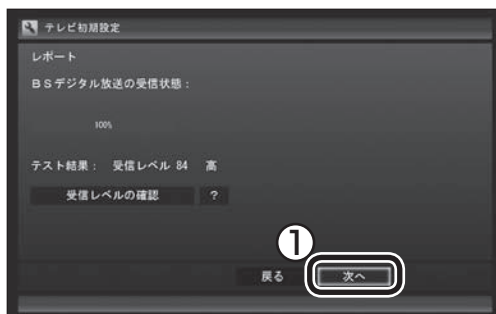 テレビ初期設定
レポート
BSデジタル放送の受信状態：
100%
テスト結果： 受信レベル 84 高
受信レベルの確認 ?
①
戻る 次へ